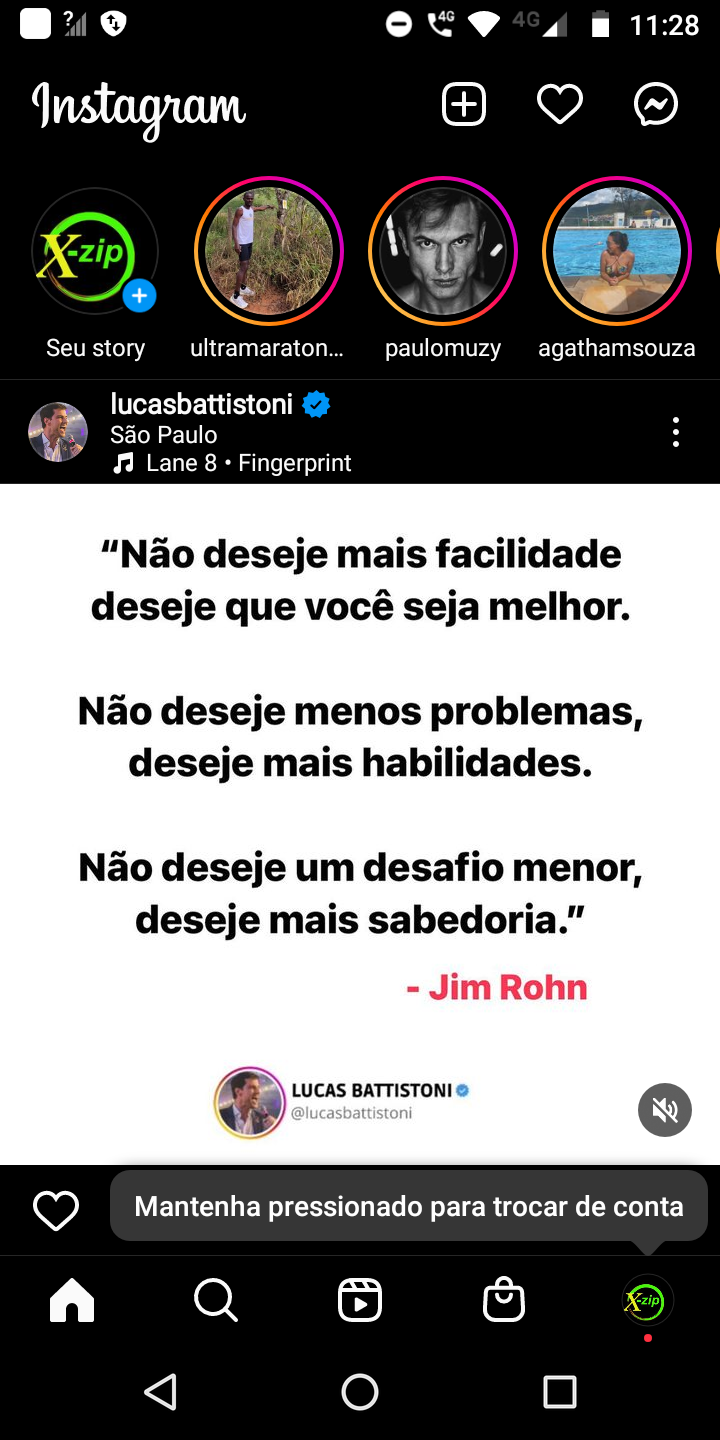 ? 4G 4G 11:28
Instagram
X-zip
Seu story ultramaraton... paulomuzy agathamsouza
lucasbattistoni
São Paulo
Lane 8 • Fingerprint
“Não deseje mais facilidade
deseje que você seja melhor.
Não deseje menos problemas,
deseje mais habilidades.
Não deseje um desafio menor,
deseje mais sabedoria.”
- Jim Rohn
LUCAS BATTISTONI
@lucasbattistoni
Mantenha pressionado para trocar de conta
X-zip